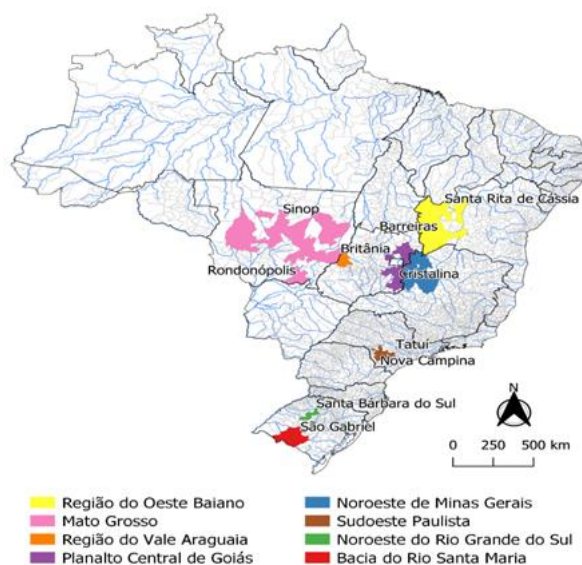 Santa Rita de Cássia
Sinop
Barreiras
Britânia
Rondonópolis
Cristalina
Tatuí
Nova Campina
Santa Bárbara do Sul
N
São Gabriel
0 250 500 km
Região do Oeste Baiano
Mato Grosso
Região do Vale Araguaia
Planalto Central de Goiás
Noroeste de Minas Gerais
Sudoeste Paulista
Noroeste do Rio Grande do Sul
Bacia do Rio Santa Maria